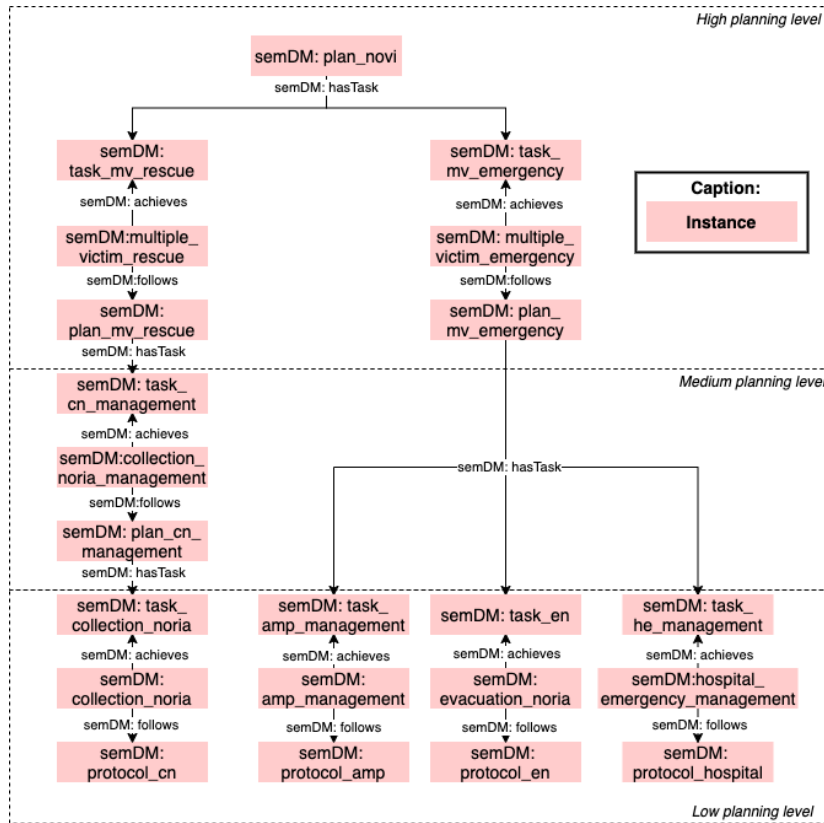 High planning level
semDM: plan_novi
semDM: hasTask
semDM:
task_mv_rescue
semDM: task_
mv_emergency
Caption:
Instance
semDM: achieves
semDM: achieves
semDM:multiple_
victim_rescue
semDM: multiple_
victim_emergency
semDM:follows
semDM:follows
semDM:
plan_mv_rescue
semDM: plan_
mv_emergency
semDM: hasTask
Medium planning level
semDM: task_
cn_management
semDM: achieves
semDM:collection_
noria_management
semDM: hasTask
semDM:follows
semDM: plan_cn_
management
semDM: hasTask
semDM: task_
collection_noria
semDM: task_
amp_management
semDM: task_en
semDM: task_
he_management
semDM: achieves
semDM: achieves
semDM: achieves
semDM: achieves
semDM:
collection_noria
semDM:
amp_management
semDM:
evacuation_noria
semDM:hospital_
emergency_management
semDM: follows
semDM: follows
semDM: follows
semDM: follows
semDM:
protocol_cn
semDM:
protocol_amp
semDM:
protocol_en
semDM:
protocol_hospital
Low planning level